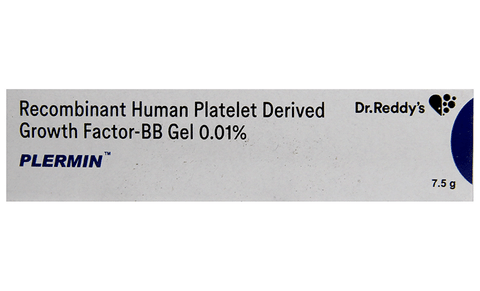 Recombinant Human Platelet Derived
Growth Factor-BB Gel 0.01%
Dr.Reddy's
PLERMIN™
7.5 g